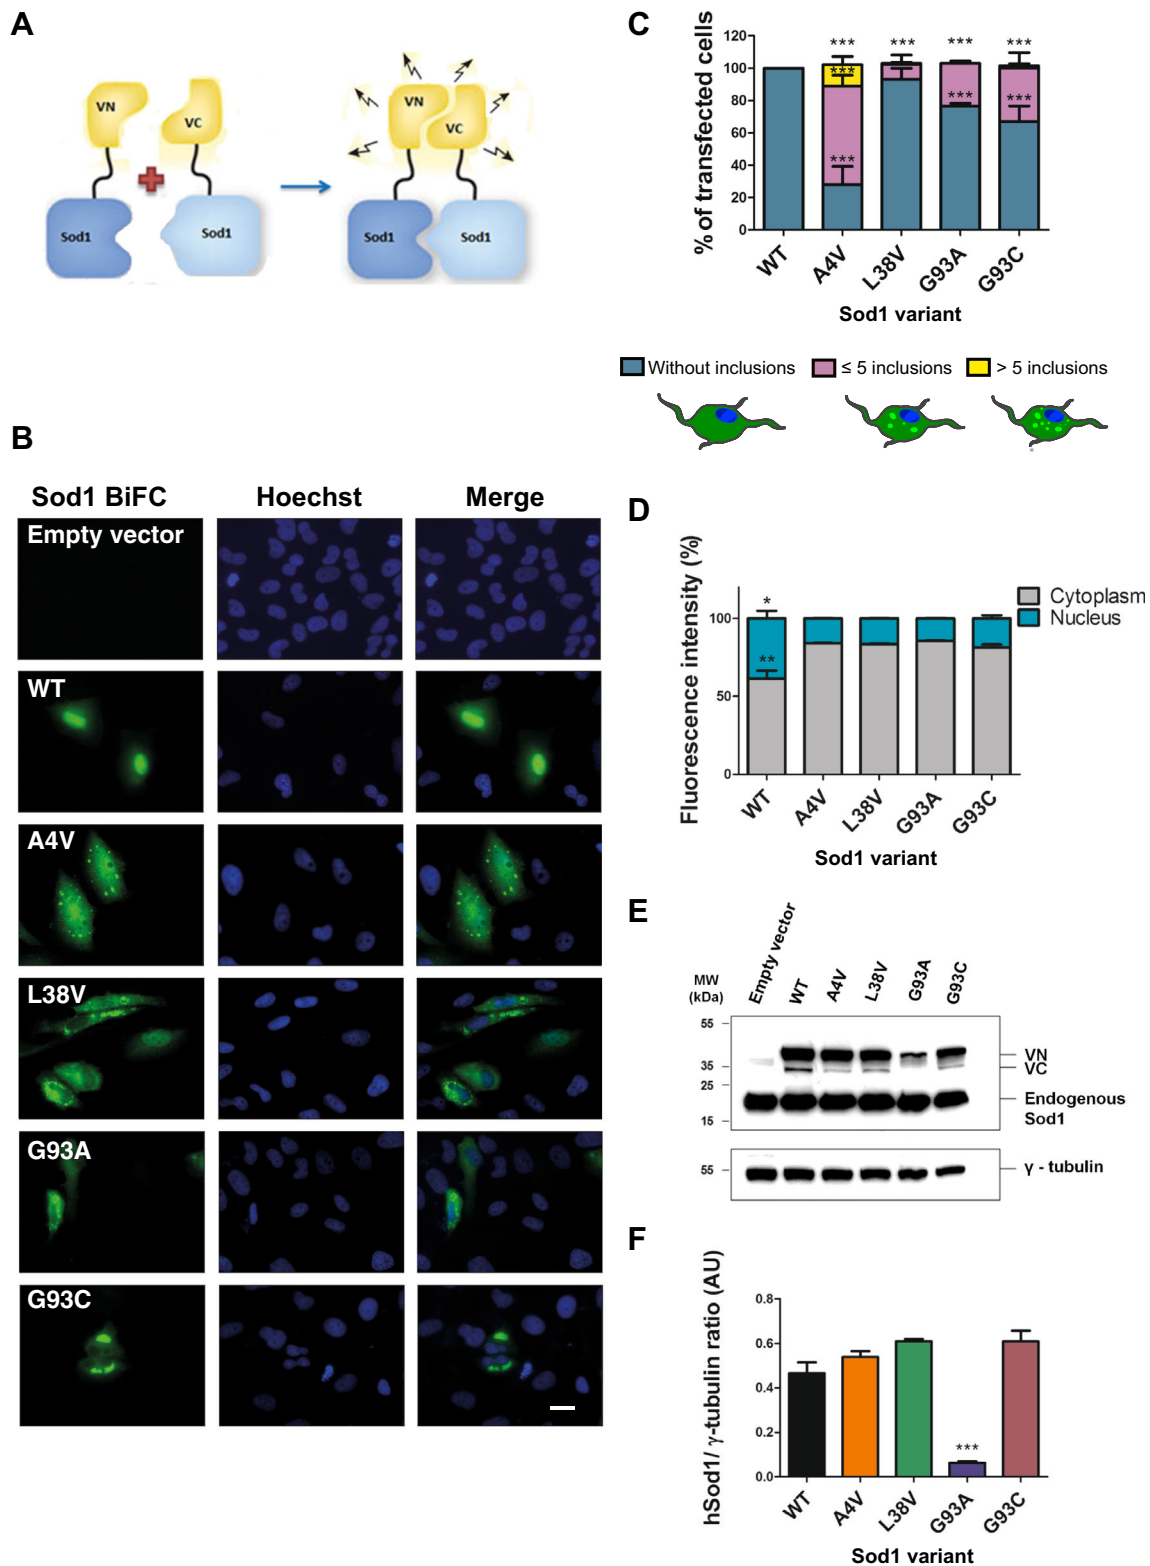 A
VN
VC
Sod1
Sod1
VN
VC
Sod1
Sod1
B
Sod1 BiFC
Hoechst
Merge
Empty vector
WT
A4V
L38V
G93A
G93C
C
% of transfected cells
120
100
80
60
40
20
0
***
***
***
***
***
***
***
***
WT
A4V
L38V
G93A
G93C
Sod1 variant
Without inclusions
≤ 5 inclusions
> 5 inclusions
D
Fluorescence intensity (%)
100
50
0
*
**
Cytoplasm
Nucleus
WT
A4V
L38V
G93A
G93C
Sod1 variant
E
MW
(kDa)
Empty vector
WT
A4V
L38V
G93A
G93C
55
35
25
15
VN
VC
Endogenous
Sod1
55
γ - tubulin
F
hSod1/ γ-tubulin ratio (AU)
0.8
0.6
0.4
0.2
0.0
***
WT
A4V
L38V
G93A
G93C
Sod1 variant